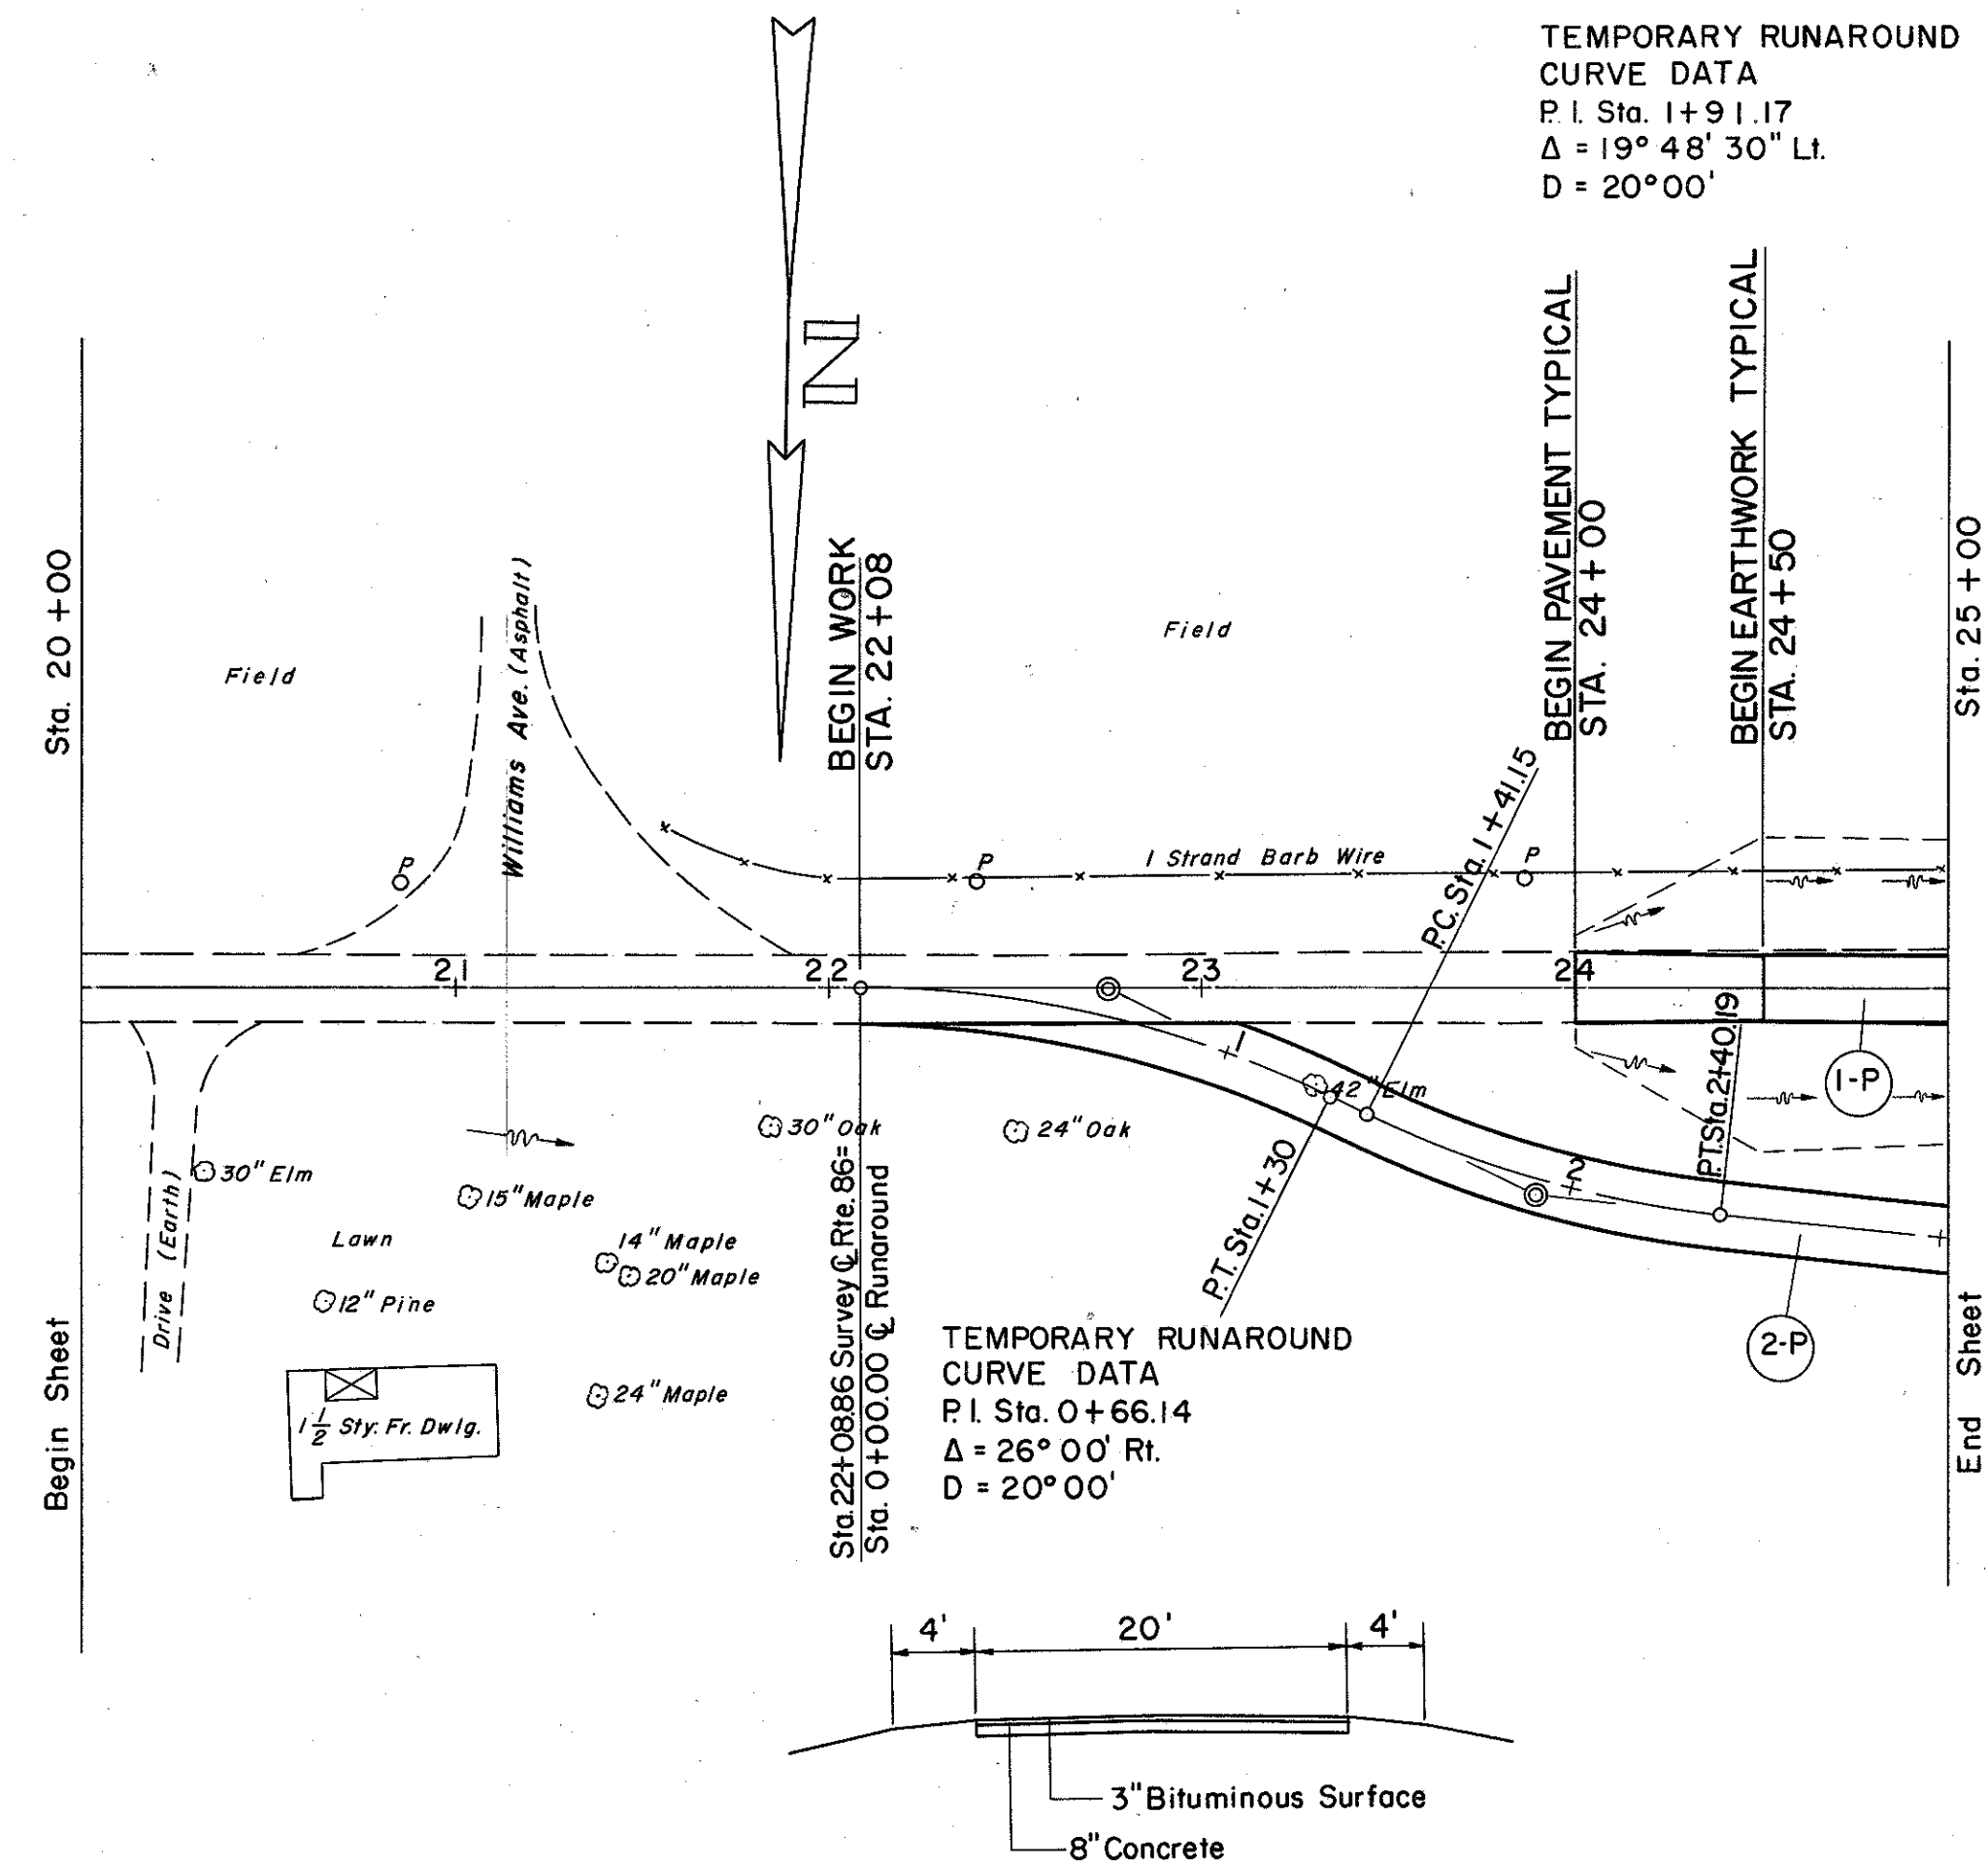 TEMPORARY RUNAROUND
CURVE DATA
P.I. Sta. 1+91.17
Δ = 19° 48' 30" Lt.
D = 20°00'
N
Sta. 20+00
Begin Sheet
Field
Williams Ave. (Asphalt)
BEGIN WORK
STA. 22+08
Field
BEGIN PAVEMENT TYPICAL
STA. 24+00
BEGIN EARTHWORK TYPICAL
STA. 24+50
Sta. 25+00
End Sheet
P
P
1 Strand Barb Wire
P
P.C. Sta. 1+41.15
21
22
23
24
1
42" Elm
P.T. Sta. 2+40.19
1-P
30" Oak
24" Oak
30" Elm
15" Maple
2
Drive (Earth)
Lawn
14" Maple
20" Maple
12" Pine
P.T. Sta. 1+30
2-P
1 1/2 Sty. Fr. Dwlg.
24" Maple
Sta. 22+08.86 Survey ℄ Rte. 86=
Sta. 0+00.00 ℄ Runaround
TEMPORARY RUNAROUND
CURVE DATA
P.I. Sta. 0+66.14
Δ = 26° 00' Rt.
D = 20° 00'
4' 20' 4'
3" Bituminous Surface
8" Concrete